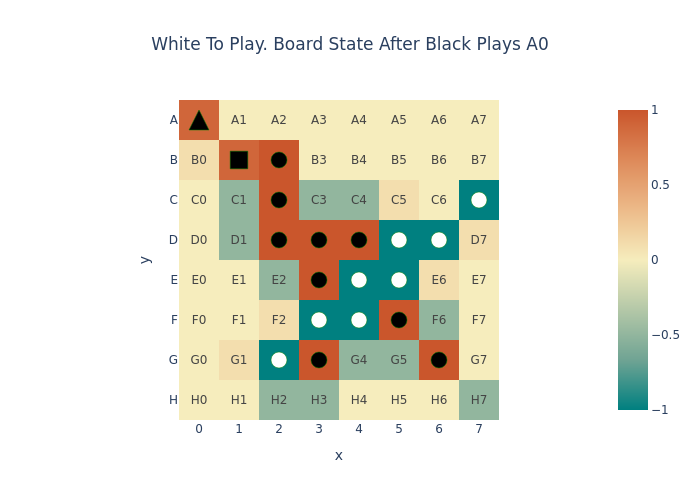 White To Play. Board State After Black Plays A0
A A1 A2 A3 A4 A5 A6 A7 1
B B0 B3 B4 B5 B6 B7
C C0 C1 C3 C4 C5 C6 0.5
D D0 D1 D7
y 0
E E0 E1 E2 E6 E7
F F0 F1 F2 F6 F7 −0.5
G G0 G1 G4 G5 G7
H H0 H1 H2 H3 H4 H5 H6 H7 −1
0 1 2 3 4 5 6 7
x